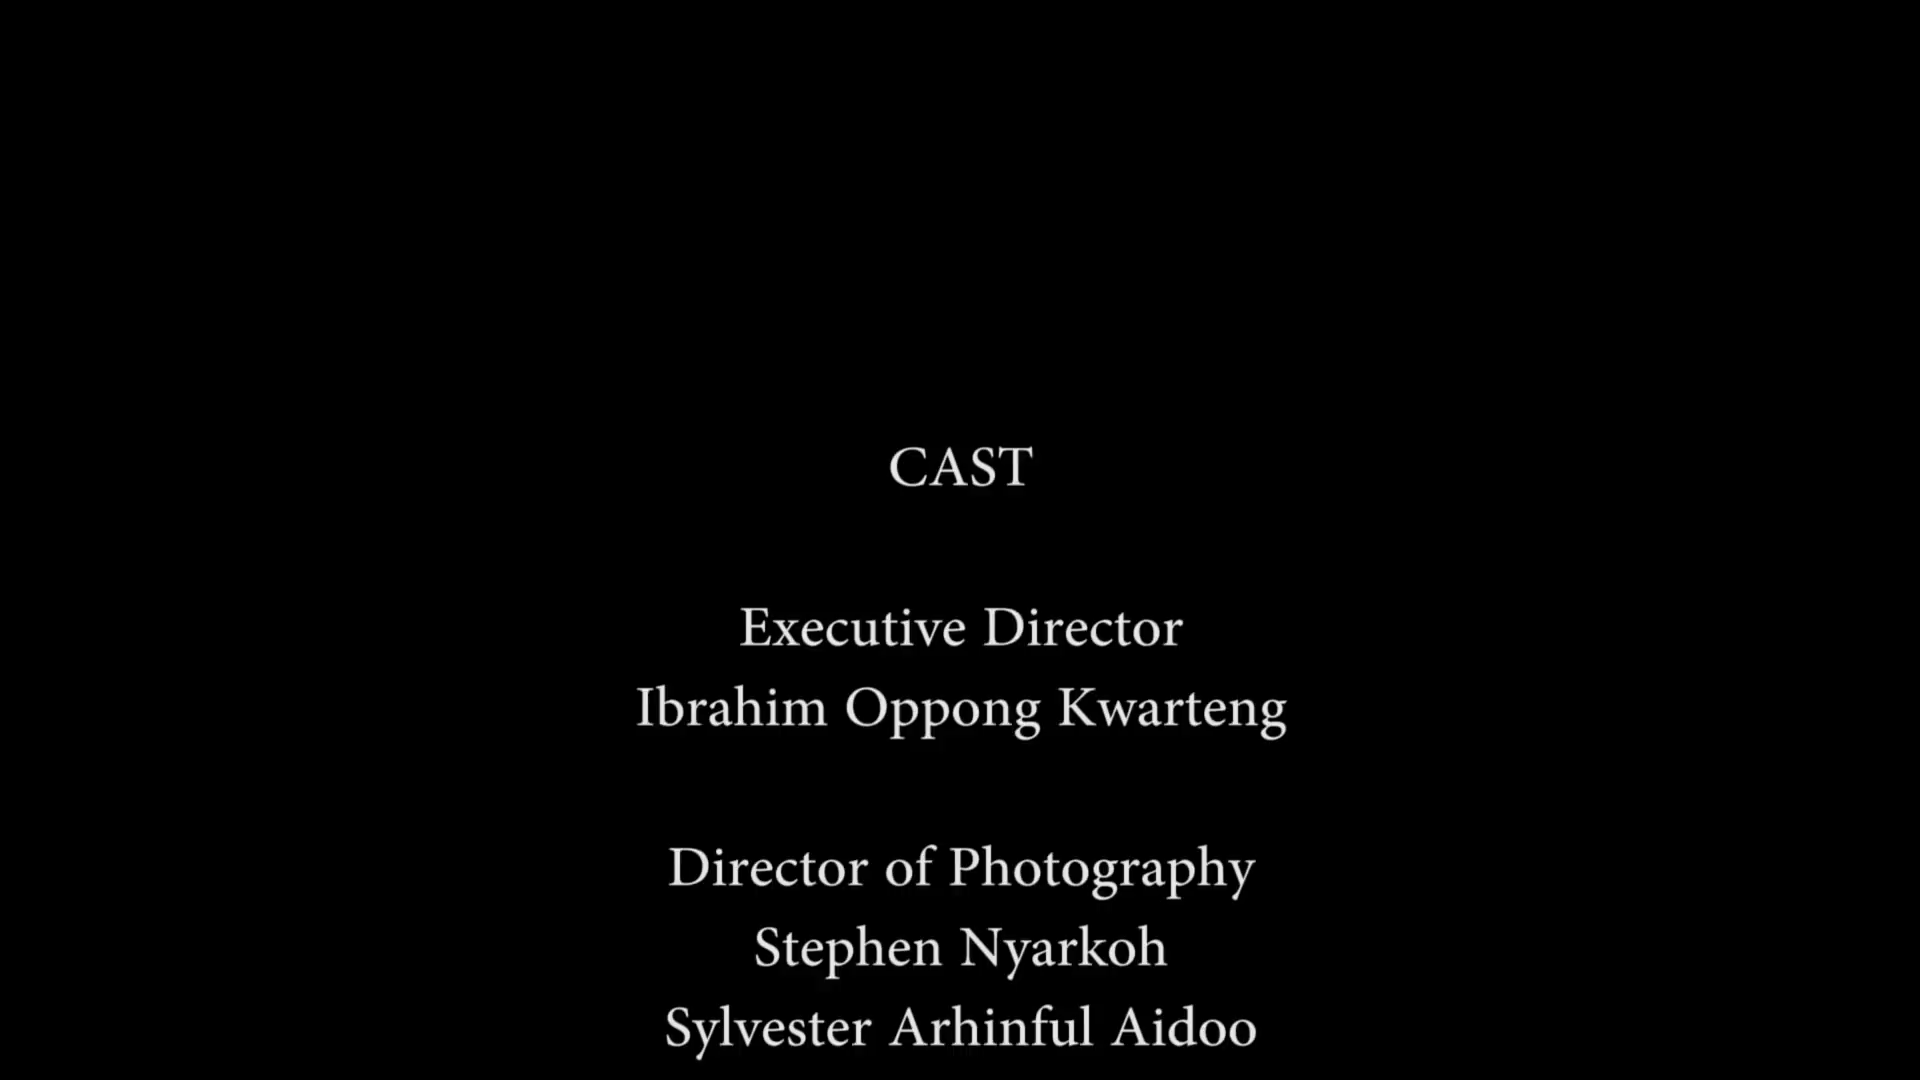 CAST
Executive Director
Ibrahim Oppong Kwarteng
Director of Photography
Stephen Nyarkoh
Sylvester Arhinful Aidoo